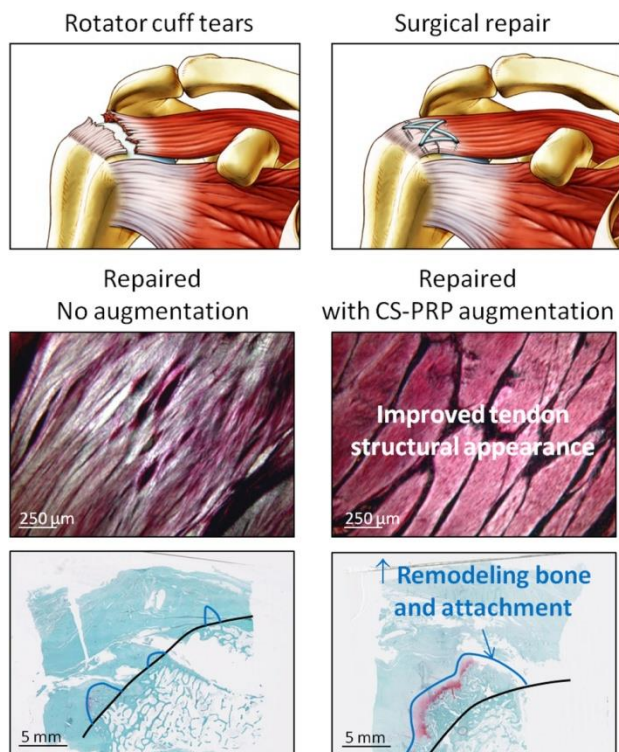 Rotator cuff tears
Surgical repair
Repaired
No augmentation
Repaired
with CS-PRP augmentation
250 µm
Improved tendon
structural appearance
250 µm
5 mm
↑ Remodeling bone
and attachment
5 mm